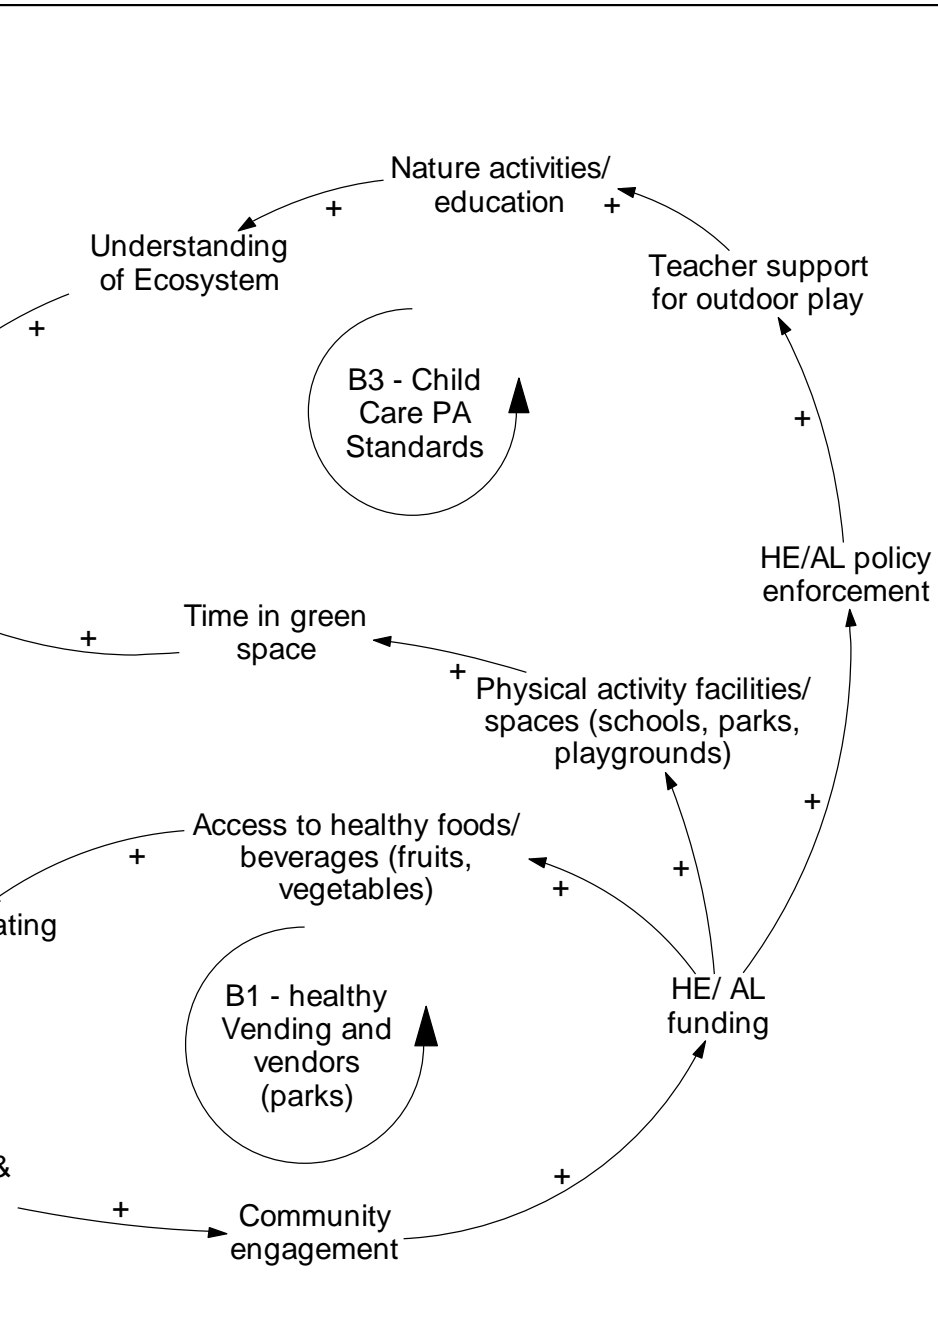 Nature activities/
education
+
+
Understanding
of Ecosystem
+
Teacher support
for outdoor play
B3 - Child
Care PA
Standards
+
HE/AL policy
enforcement
Time in green
space
+
+
Physical activity facilities/
spaces (schools, parks,
playgrounds)
+
Access to healthy foods/
beverages (fruits,
vegetables)
+
+
+
ating
B1 - healthy
Vending and
vendors
(parks)
HE/ AL
funding
&
+
+
Community
engagement